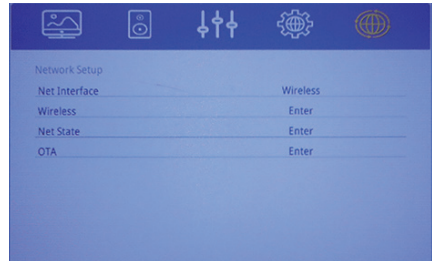 Network Setup
Net Interface Wireless
Wireless Enter
Net State Enter
OTA Enter